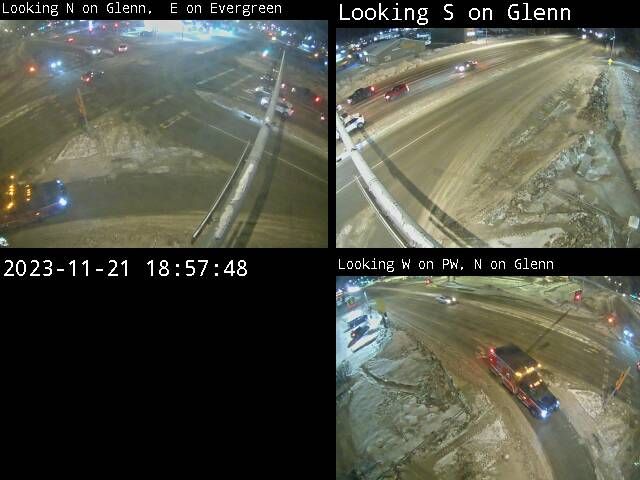 Looking N on Glenn,  E on Evergreen
Looking S on Glenn
2023-11-21 18:57:48
Looking W on PW, N on Glenn